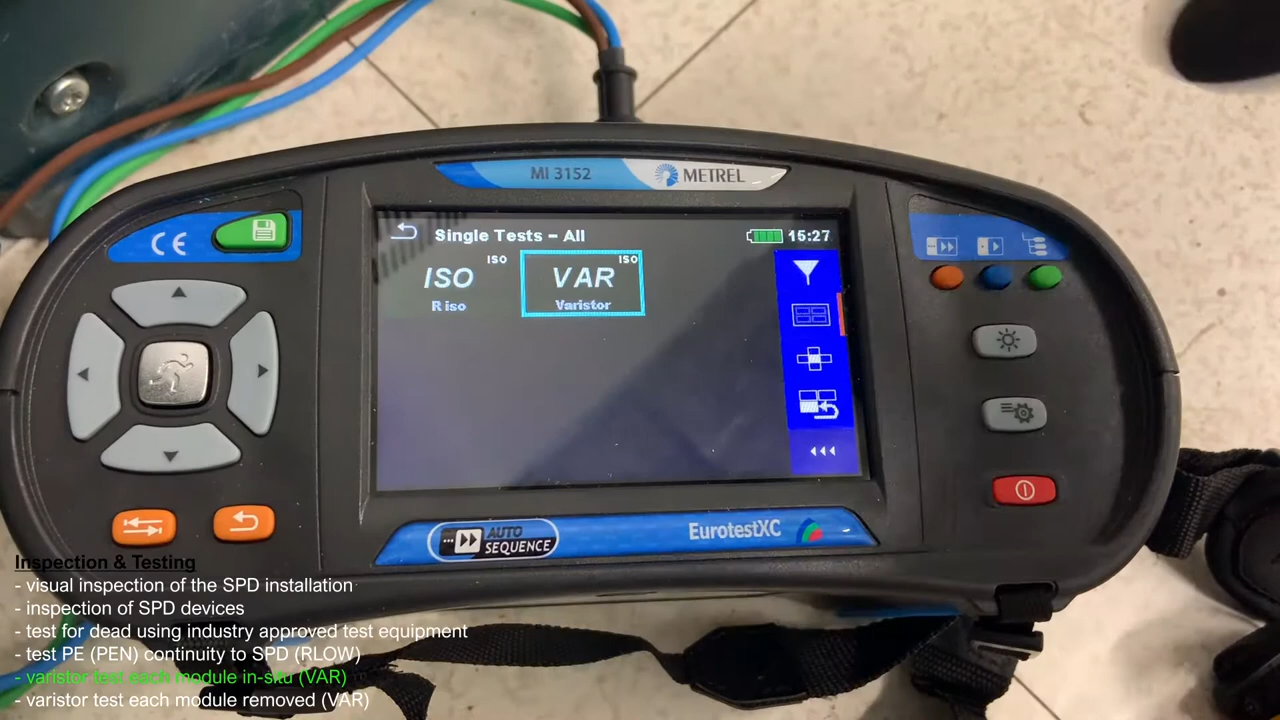 MI 3152
METREL
CE
Single Tests - All
15:27
ISO
ISO
R iso
ISO
VAR
Varistor
AUTO
SEQUENCE
EurotestXC
Inspection & Testing
- visual inspection of the SPD installation
- inspection of SPD devices
- test for dead using industry approved test equipment
- test PE (PEN) continuity to SPD (RLOW)
- varistor test each module in-situ (VAR)
- varistor test each module removed (VAR)